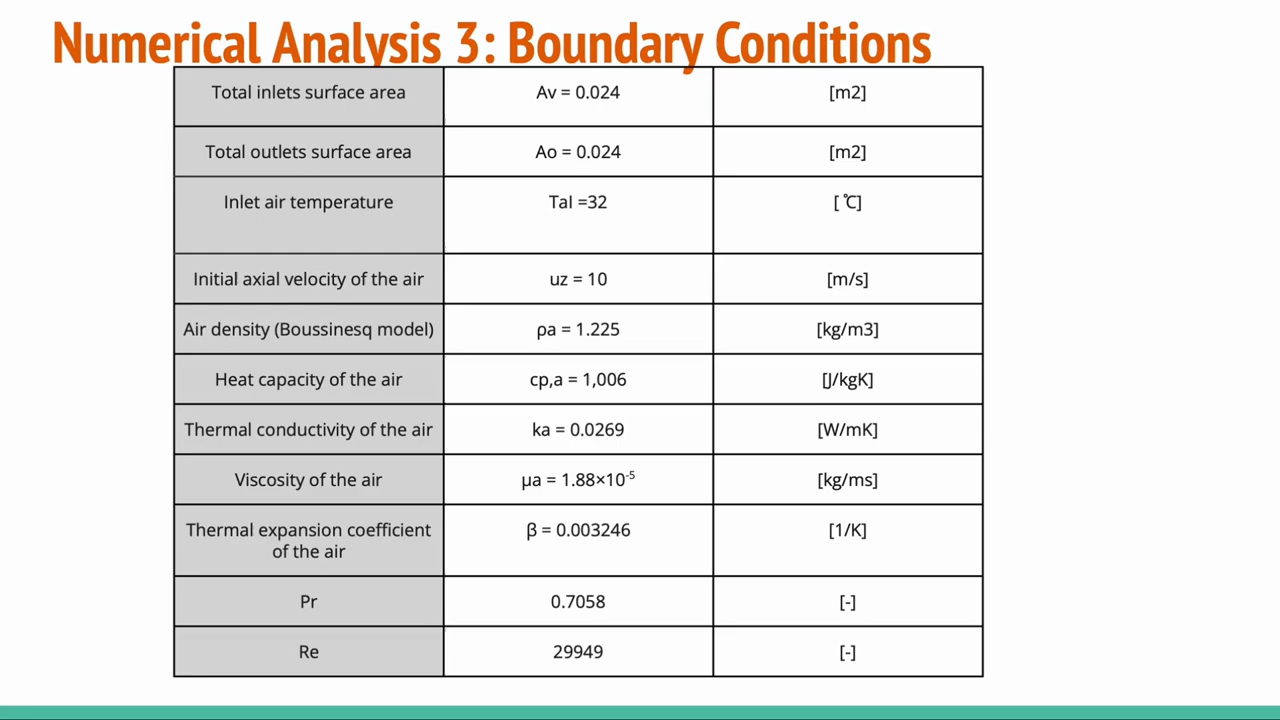 Numerical Analysis 3: Boundary Conditions
Total inlets surface area Av = 0.024 [m2]
Total outlets surface area Ao = 0.024 [m2]
Inlet air temperature TaI =32 [ ℃]
Initial axial velocity of the air uz = 10 [m/s]
Air density (Boussinesq model) ρa = 1.225 [kg/m3]
Heat capacity of the air cp,a = 1,006 [J/kgK]
Thermal conductivity of the air ka = 0.0269 [W/mK]
Viscosity of the air μa = 1.88×10⁻⁵ [kg/ms]
Thermal expansion coefficient β = 0.003246 [1/K]
of the air
Pr 0.7058 [-]
Re 29949 [-]